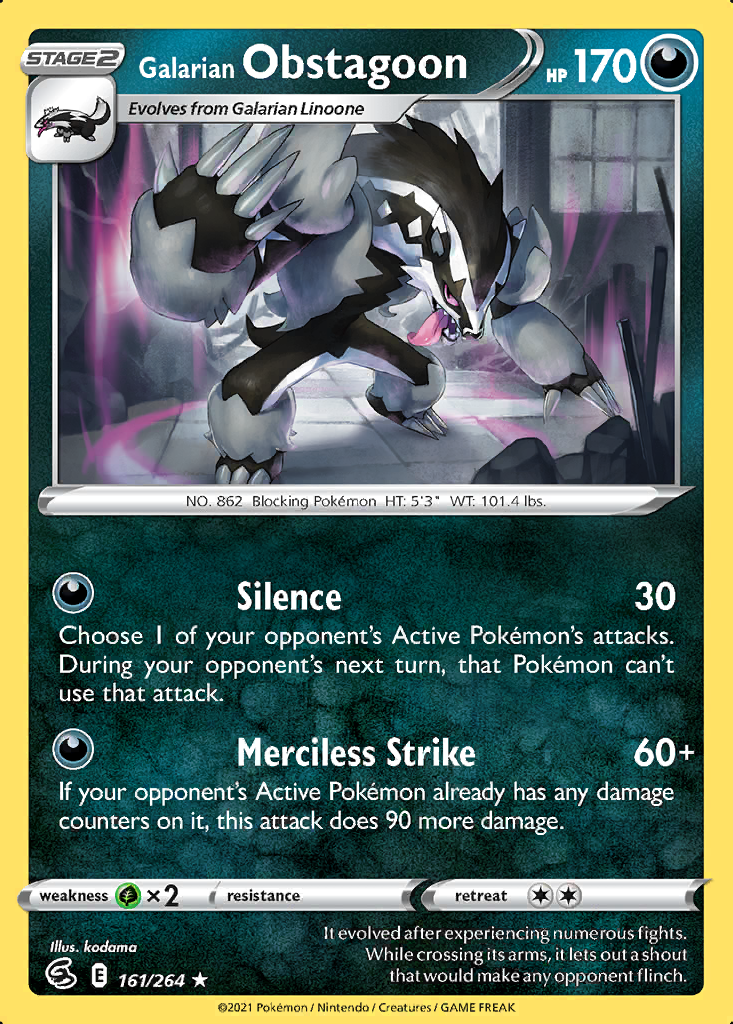 STAGE2
Galarian Obstagoon
HP 170
Evolves from Galarian Linoone
NO. 862 Blocking Pokémon HT: 5'3" WT: 101.4 lbs.
Silence 30
Choose 1 of your opponent's Active Pokémon's attacks.
During your opponent's next turn, that Pokémon can't
use that attack.
Merciless Strike 60+
If your opponent's Active Pokémon already has any damage
counters on it, this attack does 90 more damage.
weakness ×2 resistance retreat
It evolved after experiencing numerous fights.
While crossing its arms, it lets out a shout
that would make any opponent flinch.
Illus. kodama
E 161/264 ★
©2021 Pokémon / Nintendo / Creatures / GAME FREAK